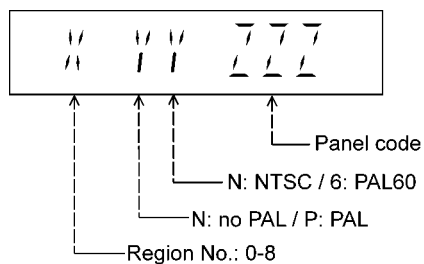 X YY ZZZ
Panel code
N: NTSC / 6: PAL60
N: no PAL / P: PAL
Region No.: 0-8